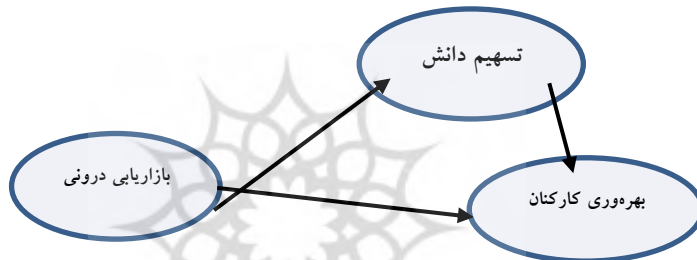 تسهیم دانش
بازاریابی درونی
بهره‌وری کارکنان